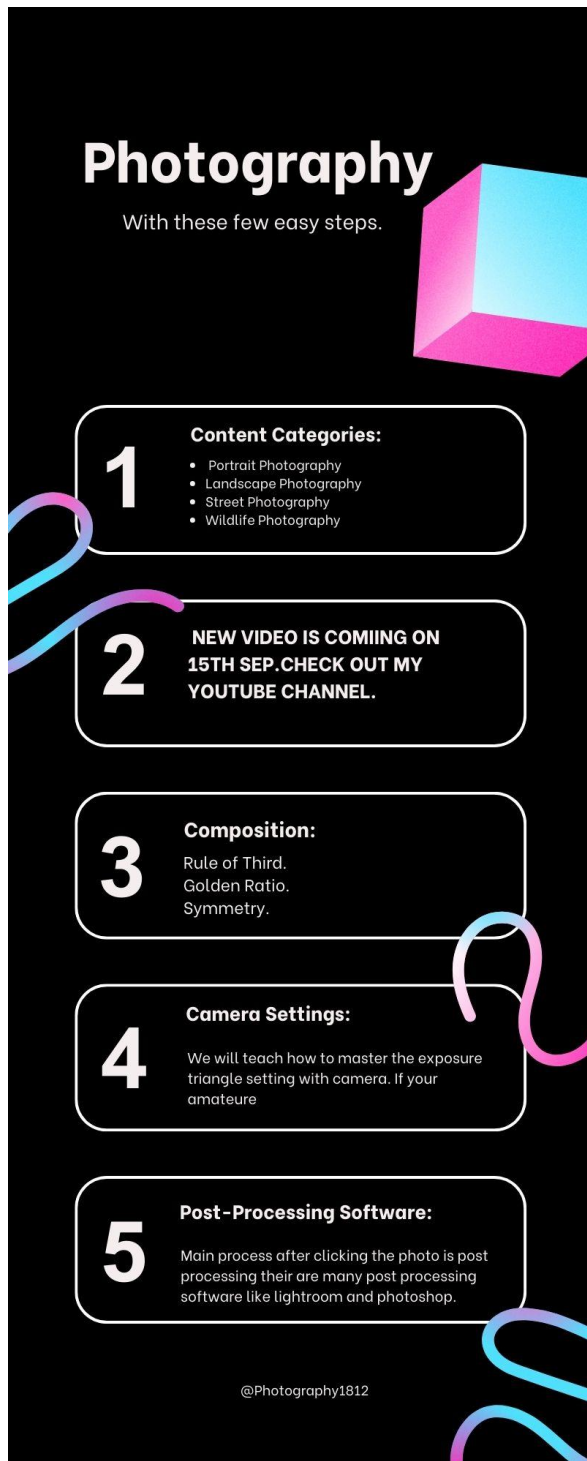 Photography
With these few easy steps.
1
Content Categories:
• Portrait Photography
• Landscape Photography
• Street Photography
• Wildlife Photography
2
NEW VIDEO IS COMIING ON
15TH SEP.CHECK OUT MY
YOUTUBE CHANNEL.
3
Composition:
Rule of Third.
Golden Ratio.
Symmetry.
4
Camera Settings:
We will teach how to master the exposure
triangle setting with camera. If your
amateure
5
Post-Processing Software:
Main process after clicking the photo is post
processing their are many post processing
software like lightroom and photoshop.
@Photography1812